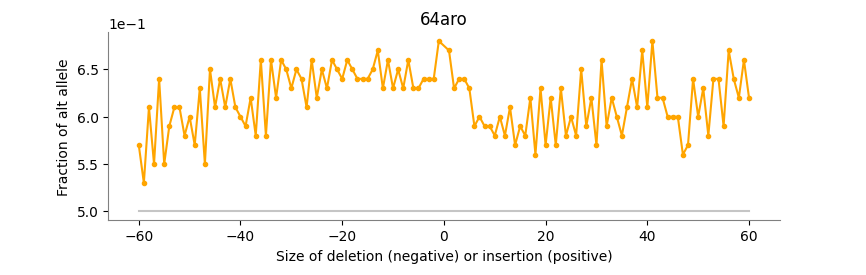 64aro
1e−1
6.5
6.0
5.5
5.0
Fraction of alt allele
−60 −40 −20 0 20 40 60
Size of deletion (negative) or insertion (positive)